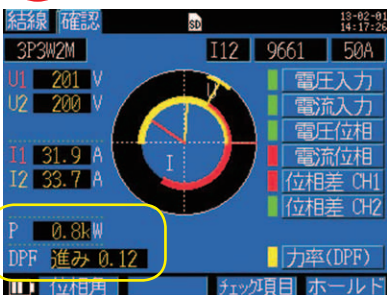 結線 確認 SD 13-02-01 14:17:26
3P3W2M I12 9661 50A
U1 201 V
U2 200 V
I1 31.9 A
I2 33.7 A
P 0.8kW
DPF 進み 0.12
U
I
電圧入力
電流入力
電圧位相
電流位相
位相差 CH1
位相差 CH2
力率(DPF)
位相角 ﾁｪｯｸ項目 ホールド